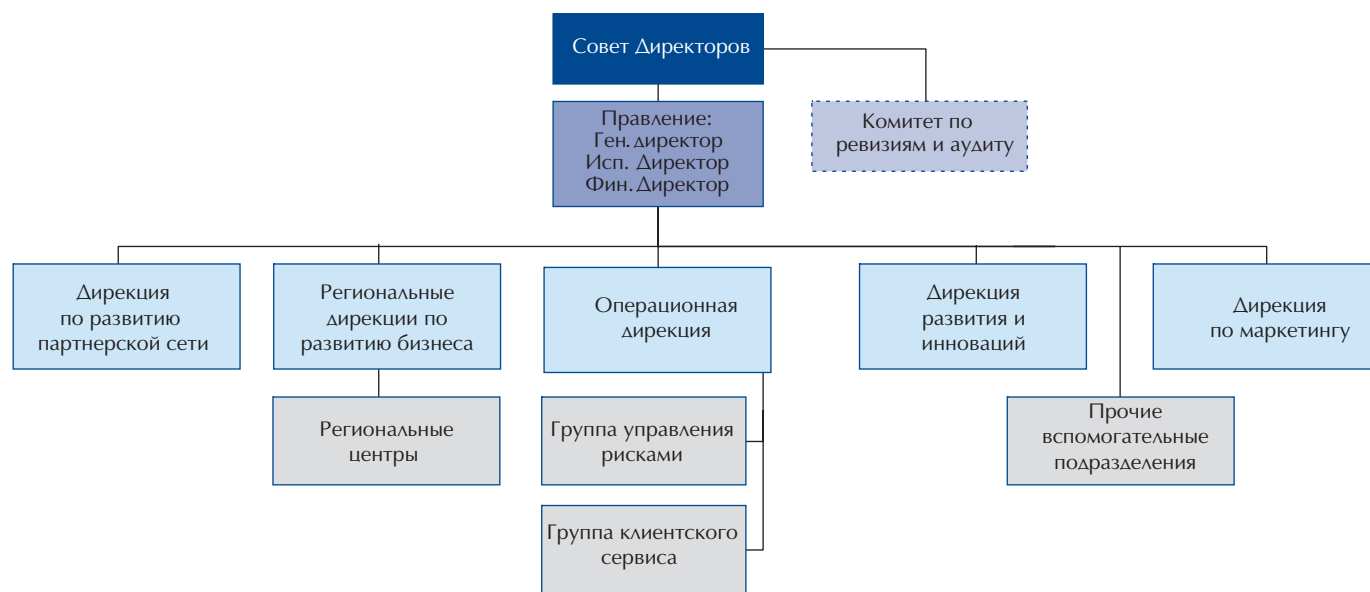 Совет Директоров
Правление:
Ген. директор
Исп. Директор
Фин. Директор
Комитет по
ревизиям и аудиту
Дирекция
по развитию
партнерской сети
Региональные
дирекции по
развитию бизнеса
Операционная
дирекция
Дирекция
развития и
инноваций
Дирекция
по маркетингу
Региональные
центры
Группа управления
рисками
Прочие
вспомогательные
подразделения
Группа клиентского
сервиса